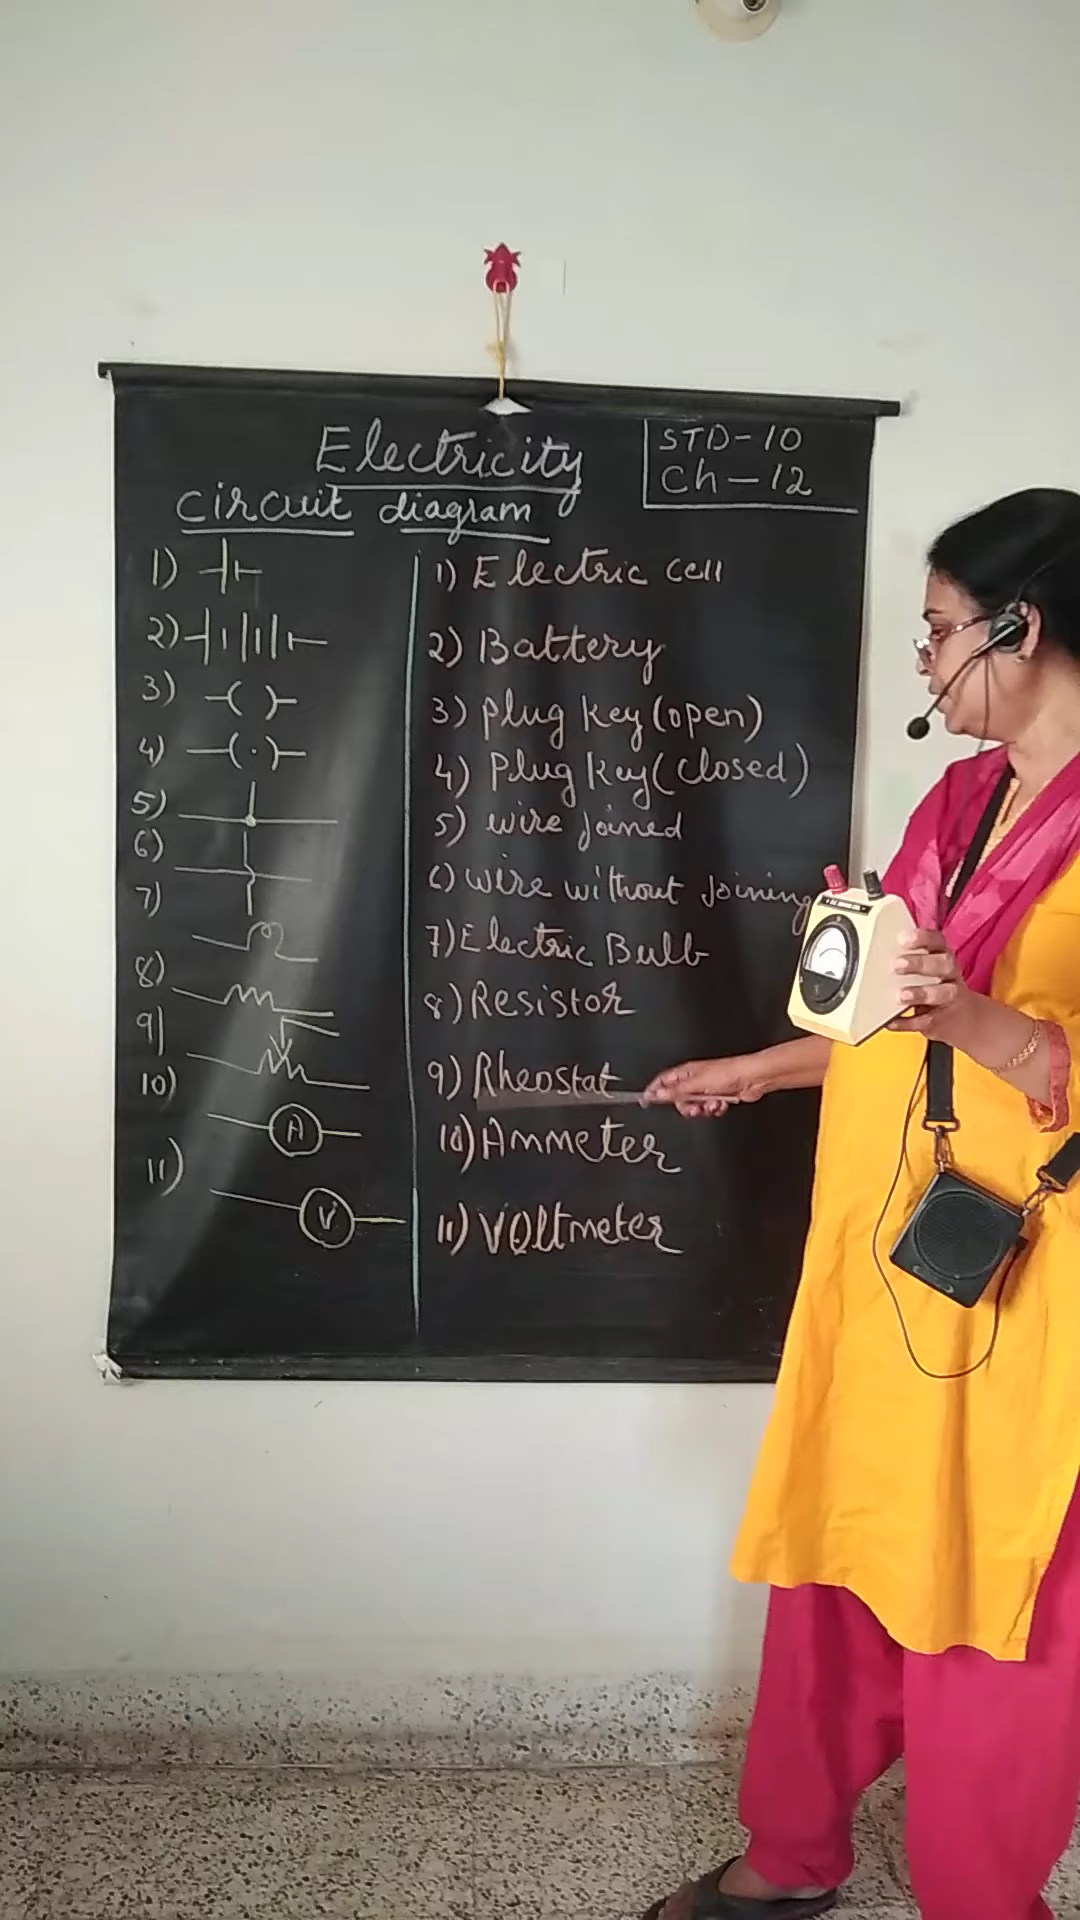 Electricity
STD-10
Ch-12
circuit diagram
1)
2)
3)
4)
5)
6)
7)
8)
9)
10)
A
11)
V
1) Electric cell
2) Battery
3) plug key (open)
4) Plug key (closed)
5) wire joined
6) wire without joining
7) Electric Bulb
8) Resistor
9) Rheostat
10) Ammeter
11) Voltmeter